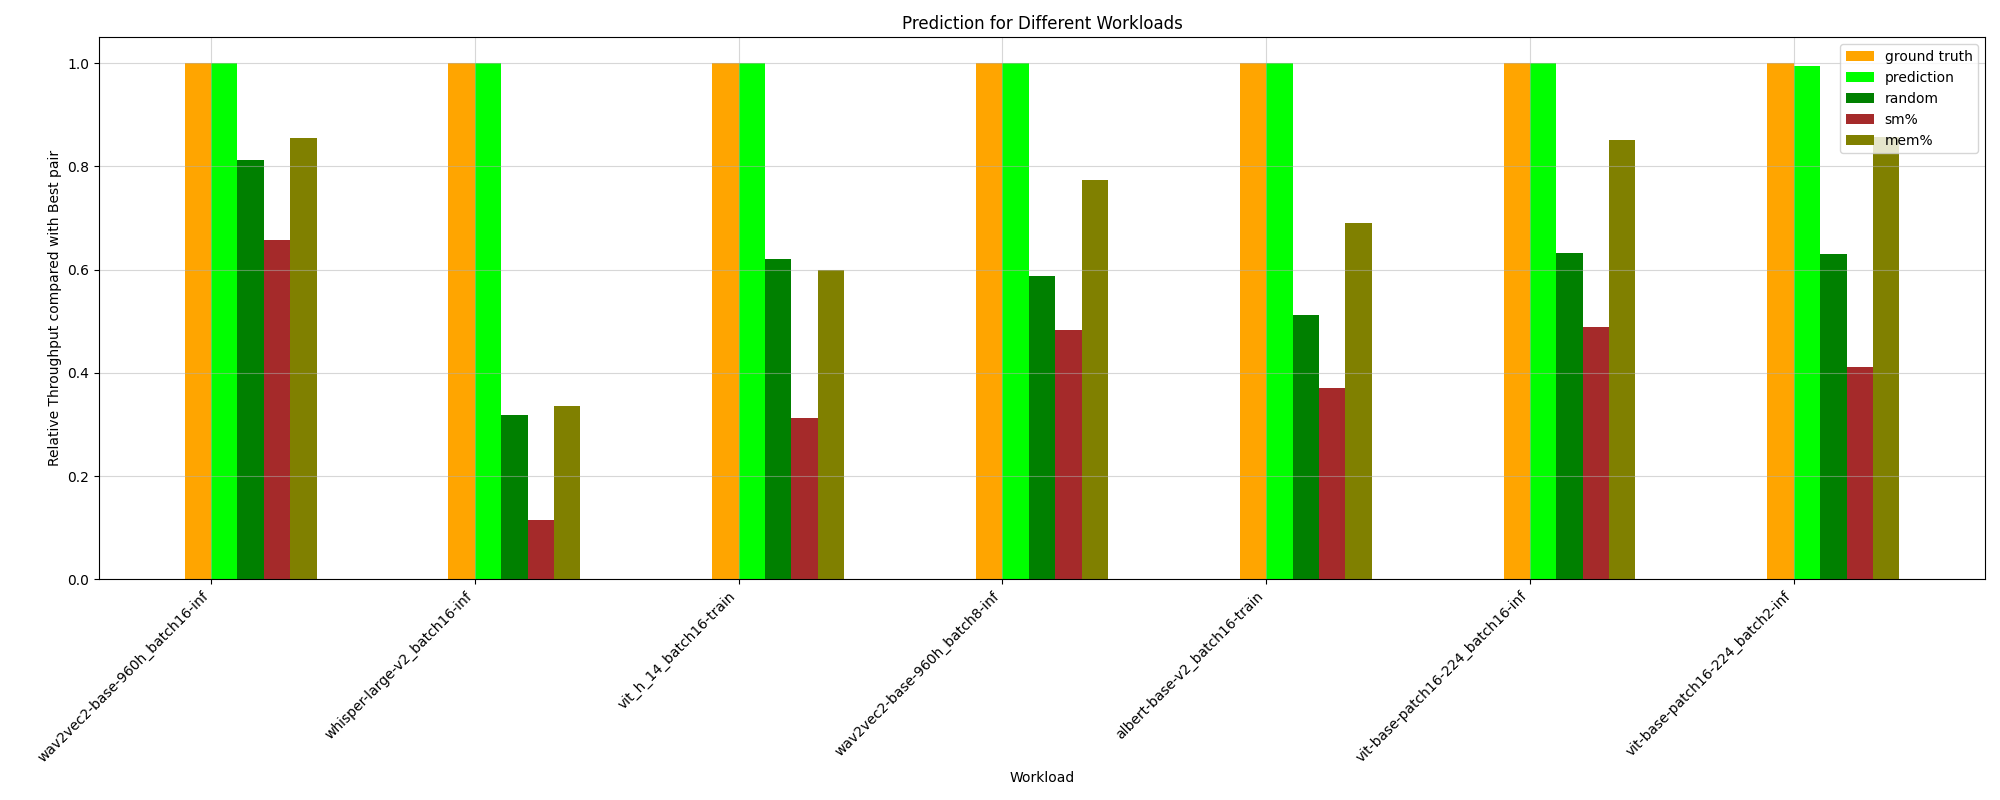 Prediction for Different Workloads
Relative Throughput compared with Best pair
1.0
0.8
0.6
0.4
0.2
0.0
ground truth
prediction
random
sm%
mem%
wav2vec2-base-960h_batch16-inf
whisper-large-v2_batch16-inf
vit_h_14_batch16-train
wav2vec2-base-960h_batch8-inf
albert-base-v2_batch16-train
vit-base-patch16-224_batch16-inf
vit-base-patch16-224_batch2-inf
Workload